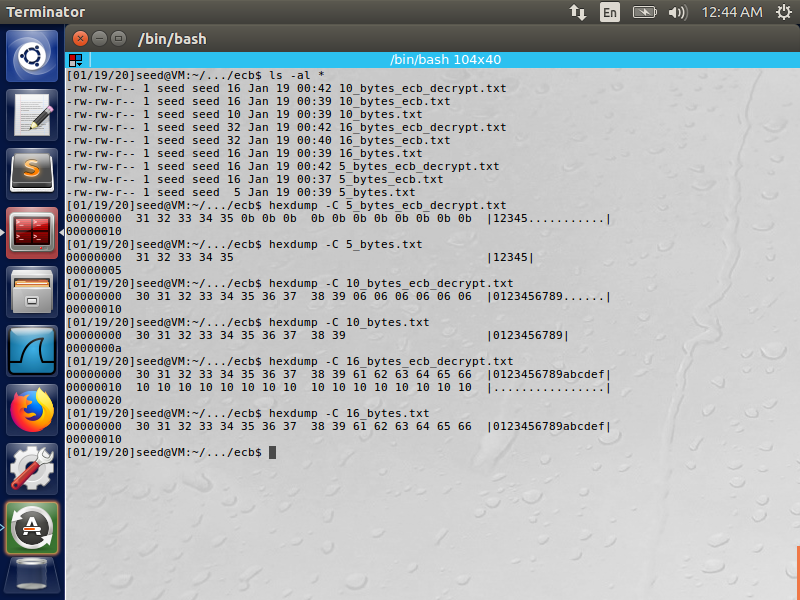 Terminator
En
12:44 AM
/bin/bash
/bin/bash 104x40
[01/19/20]seed@VM:~/.../ecb$ ls -al *
-rw-rw-r-- 1 seed seed 16 Jan 19 00:42 10_bytes_ecb_decrypt.txt
-rw-rw-r-- 1 seed seed 16 Jan 19 00:39 10_bytes_ecb.txt
-rw-rw-r-- 1 seed seed 10 Jan 19 00:39 10_bytes.txt
-rw-rw-r-- 1 seed seed 32 Jan 19 00:42 16_bytes_ecb_decrypt.txt
-rw-rw-r-- 1 seed seed 32 Jan 19 00:40 16_bytes_ecb.txt
-rw-rw-r-- 1 seed seed 16 Jan 19 00:39 16_bytes.txt
-rw-rw-r-- 1 seed seed 16 Jan 19 00:42 5_bytes_ecb_decrypt.txt
-rw-rw-r-- 1 seed seed 16 Jan 19 00:37 5_bytes_ecb.txt
-rw-rw-r-- 1 seed seed  5 Jan 19 00:39 5_bytes.txt
[01/19/20]seed@VM:~/.../ecb$ hexdump -C 5_bytes_ecb_decrypt.txt
00000000  31 32 33 34 35 0b 0b 0b  0b 0b 0b 0b 0b 0b 0b 0b  |12345...........|
00000010
[01/19/20]seed@VM:~/.../ecb$ hexdump -C 5_bytes.txt
00000000  31 32 33 34 35                                    |12345|
00000005
[01/19/20]seed@VM:~/.../ecb$ hexdump -C 10_bytes_ecb_decrypt.txt
00000000  30 31 32 33 34 35 36 37  38 39 06 06 06 06 06 06  |0123456789......|
00000010
[01/19/20]seed@VM:~/.../ecb$ hexdump -C 10_bytes.txt
00000000  30 31 32 33 34 35 36 37  38 39                    |0123456789|
0000000a
[01/19/20]seed@VM:~/.../ecb$ hexdump -C 16_bytes_ecb_decrypt.txt
00000000  30 31 32 33 34 35 36 37  38 39 61 62 63 64 65 66  |0123456789abcdef|
00000010  10 10 10 10 10 10 10 10  10 10 10 10 10 10 10 10  |................|
00000020
[01/19/20]seed@VM:~/.../ecb$ hexdump -C 16_bytes.txt
00000000  30 31 32 33 34 35 36 37  38 39 61 62 63 64 65 66  |0123456789abcdef|
00000010
[01/19/20]seed@VM:~/.../ecb$